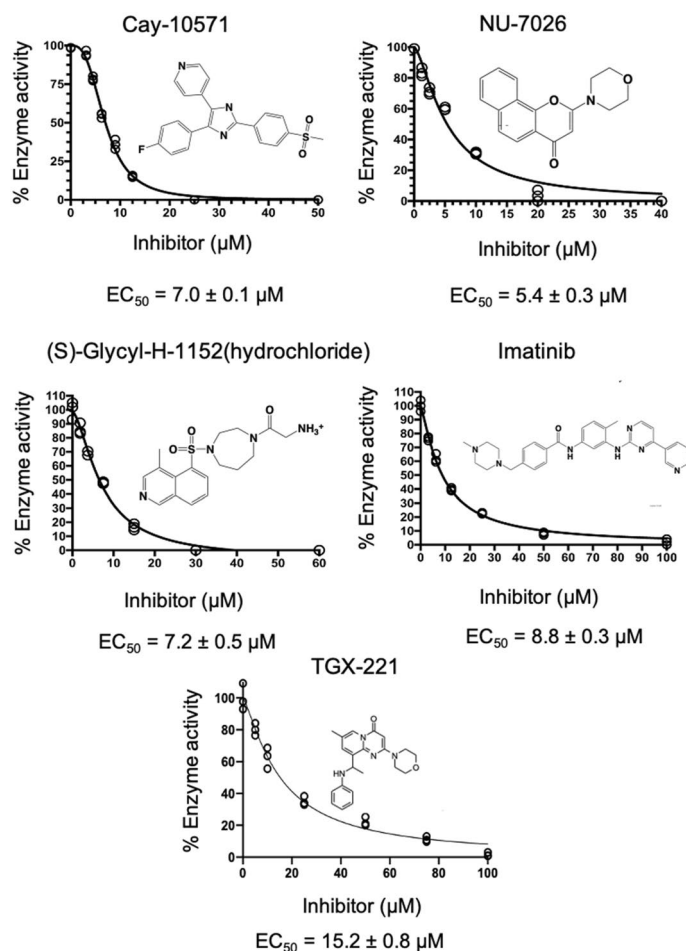 Cay-10571
NU-7026
% Enzyme activity
100
75
50
25
0
0 10 20 30 40 50
Inhibitor (µM)
EC50 = 7.0 ± 0.1 µM
N
N
N
F
O
S
O
% Enzyme activity
100
80
60
40
20
0
0 5 10 15 20 25 30 35 40
Inhibitor (µM)
EC50 = 5.4 ± 0.3 µM
O
N
O
O
(S)-Glycyl-H-1152(hydrochloride)
Imatinib
% Enzyme activity
110
100
90
80
70
60
50
40
30
20
10
0
0 10 20 30 40 50 60
Inhibitor (µM)
EC50 = 7.2 ± 0.5 µM
O
NH3+
O
S
O
N
N
N
% Enzyme activity
110
100
90
80
70
60
50
40
30
20
10
0
0 10 20 30 40 50 60 70 80 90 100
Inhibitor (µM)
EC50 = 8.8 ± 0.3 µM
N
N
O
N
H
N
H
N
N
N
TGX-221
% Enzyme activity
100
80
60
40
20
0
0 20 40 60 80 100
Inhibitor (µM)
EC50 = 15.2 ± 0.8 µM
O
N
N
N
O
HN